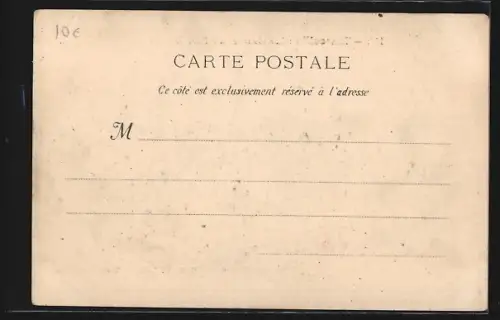 10€
CARTE POSTALE
Ce côté est exclusivement réservé à l'adresse
M